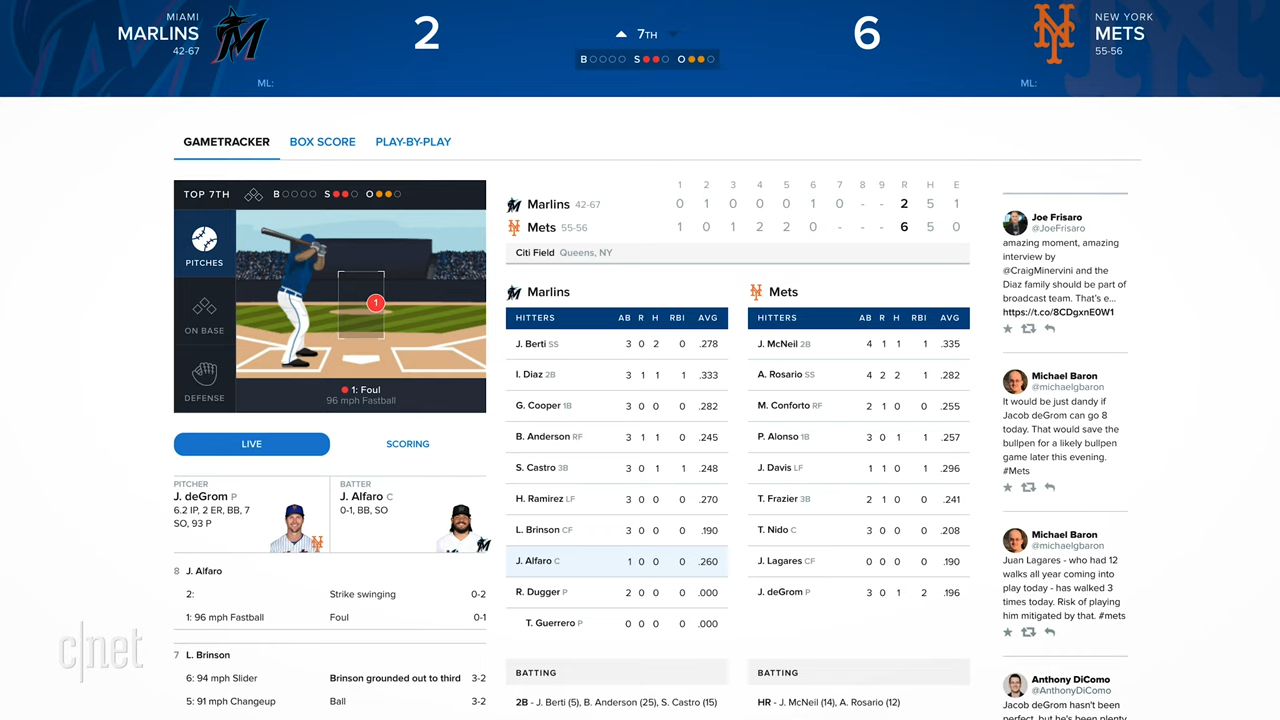 MIAMI
MARLINS
42-67
2
7TH
B S O
6
NEW YORK
METS
55-56
ML:
ML:
GAMETRACKER BOX SCORE PLAY-BY-PLAY
TOP 7TH B S O
PITCHES
ON BASE
DEFENSE
1
1: Foul
96 mph Fastball
LIVE SCORING
PITCHER
J. deGrom P
6.2 IP, 2 ER, BB, 7
SO, 93 P
BATTER
J. Alfaro C
0-1, BB, SO
8 J. Alfaro
2: Strike swinging 0-2
1: 96 mph Fastball Foul 0-1
7 L. Brinson
6: 94 mph Slider Brinson grounded out to third 3-2
5: 91 mph Changeup Ball 3-2
1 2 3 4 5 6 7 8 9 R H E
Marlins 42-67 0 1 0 0 0 1 0 - - 2 5 1
Mets 55-56 1 0 1 2 2 0 - - - 6 5 0
Citi Field Queens, NY
Marlins
HITTERS AB R H RBI AVG
J. Berti SS 3 0 2 0 .278
I. Diaz 2B 3 1 1 1 .333
G. Cooper 1B 3 0 0 0 .282
B. Anderson RF 3 1 1 0 .245
S. Castro 3B 3 0 1 1 .248
H. Ramirez LF 3 0 0 0 .270
L. Brinson CF 3 0 0 0 .190
J. Alfaro C 1 0 0 0 .260
R. Dugger P 2 0 0 0 .000
T. Guerrero P 0 0 0 0 .000
BATTING
2B - J. Berti (5), B. Anderson (25), S. Castro (15)
Mets
HITTERS AB R H RBI AVG
J. McNeil 2B 4 1 1 1 .335
A. Rosario SS 4 2 2 1 .282
M. Conforto RF 2 1 0 0 .255
P. Alonso 1B 3 0 1 1 .257
J. Davis LF 1 1 0 1 .296
T. Frazier 3B 2 1 0 0 .241
T. Nido C 3 0 0 0 .208
J. Lagares CF 0 0 0 0 .190
J. deGrom P 3 0 1 2 .196
BATTING
HR - J. McNeil (14), A. Rosario (12)
Joe Frisaro
@JoeFrisaro
amazing moment, amazing
interview by
@CraigMinervini and the
Diaz family should be part of
broadcast team. That's e...
https://t.co/8CDgxnE0W1
Michael Baron
@michaelgbaron
It would be just dandy if
Jacob deGrom can go 8
today. That would save the
bullpen for a likely bullpen
game later this evening.
#Mets
Michael Baron
@michaelgbaron
Juan Lagares - who had 12
walks all year coming into
play today - has walked 3
times today. Risk of playing
him mitigated by that. #mets
Anthony DiComo
@AnthonyDiComo
Jacob deGrom hasn't been
perfect, but he's been plenty
c|net